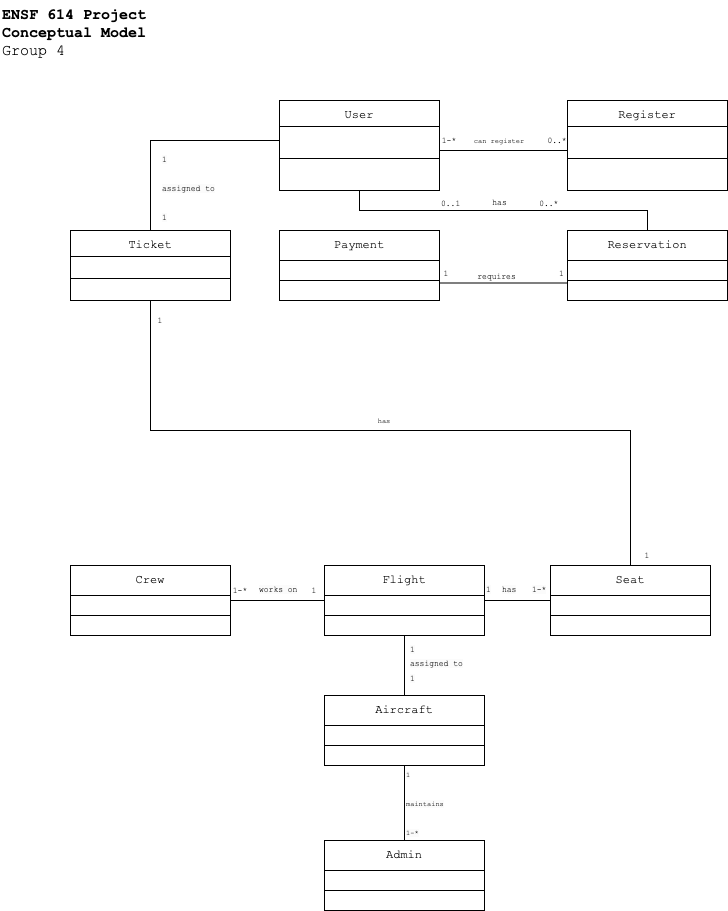 ENSF 614 Project
Conceptual Model
Group 4
User
Register
1-*
can register
0..*
1
assigned to
1
0..1
has
0..*
Ticket
Payment
Reservation
1
requires
1
1
has
1
Crew
Flight
Seat
1-*
works on
1
1
has
1-*
1
assigned to
1
Aircraft
1
maintains
1-*
Admin